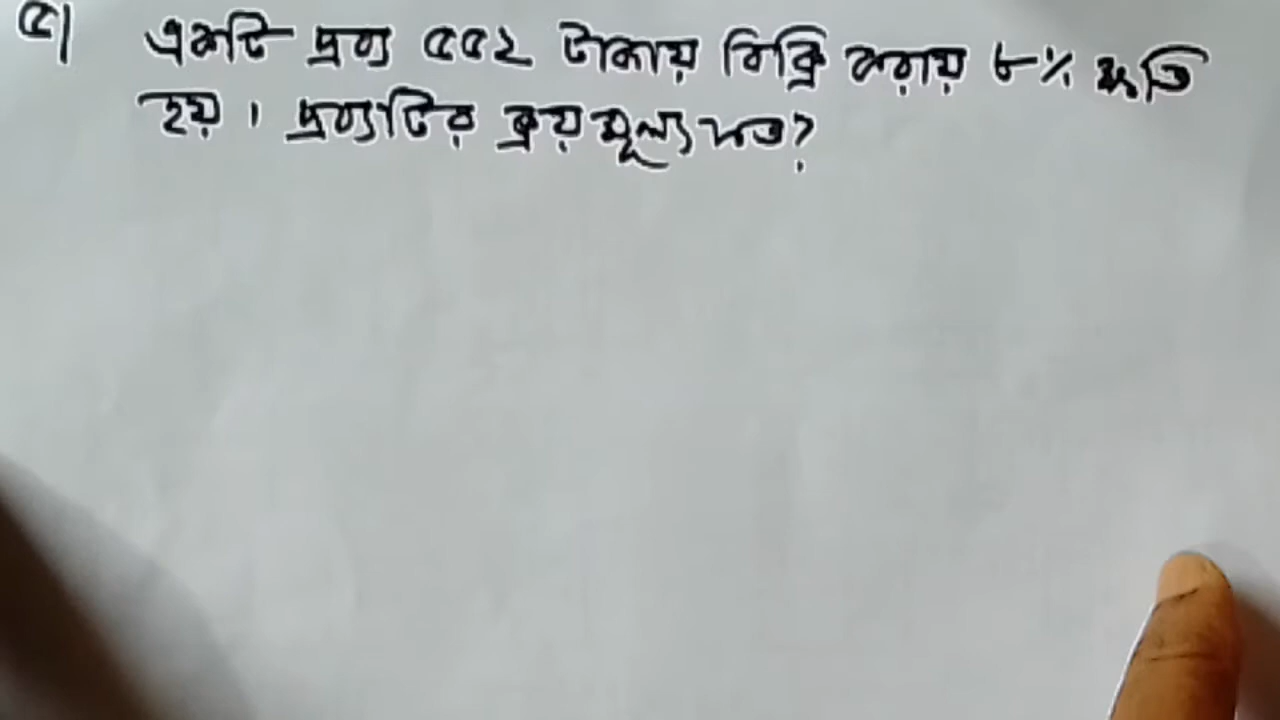 ৫| একটি দ্রব্য ৫৫২ টাকায় বিক্রি করায় ৮% ক্ষতি
হয়। দ্রব্যটির ক্রয়মূল্য কত?